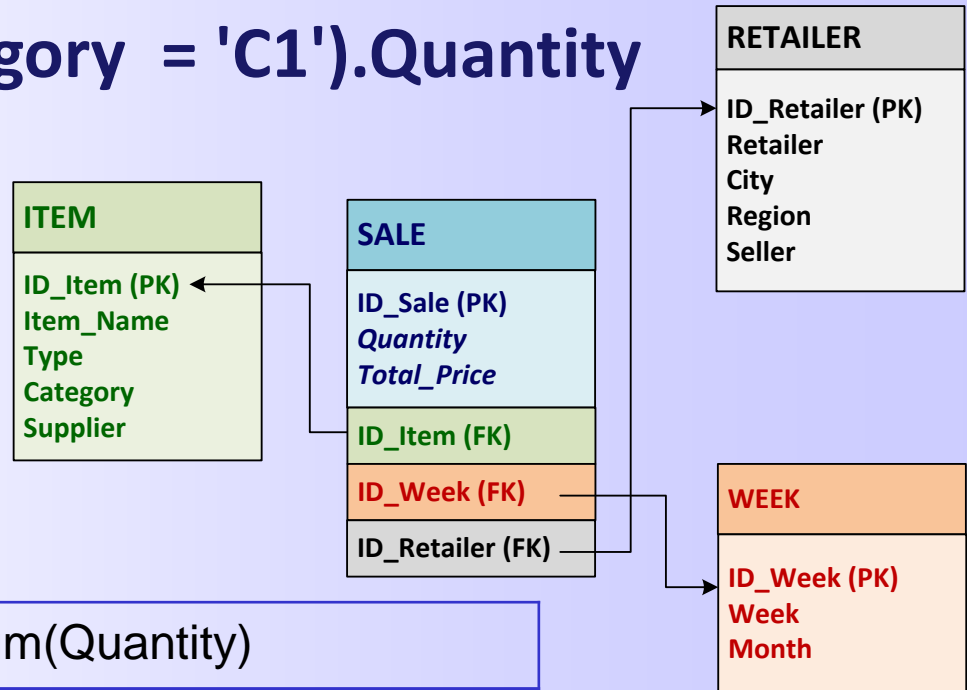 gory = 'C1').Quantity
RETAILER
ID_Retailer (PK)
Retailer
City
Region
Seller
ITEM
ID_Item (PK)
Item_Name
Type
Category
Supplier
SALE
ID_Sale (PK)
Quantity
Total_Price
ID_Item (FK)
ID_Week (FK)
ID_Retailer (FK)
WEEK
ID_Week (PK)
Week
Month
m(Quantity)